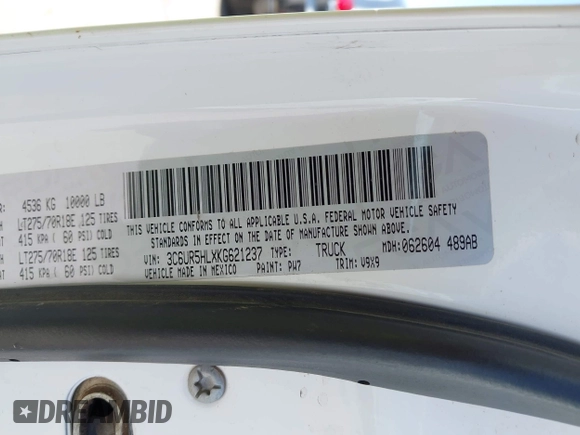 4536 KG 10000 LB
LT275/70R18E 125 TIRES
415 KPA ( 60 PSI) COLD
LT275/70R18E 125 TIRES
415 KPA ( 60 PSI) COLD
THIS VEHICLE CONFORMS TO ALL APPLICABLE U.S.A. FEDERAL MOTOR VEHICLE SAFETY
STANDARDS IN EFFECT ON THE DATE OF MANUFACTURE SHOWN ABOVE.
VIN: 3C6UR5HLXKG621237 TYPE: TRUCK MDH: 062604 489AB
VEHICLE MADE IN MEXICO PAINT: PW7 TRIM: V9X9
DREAMBID